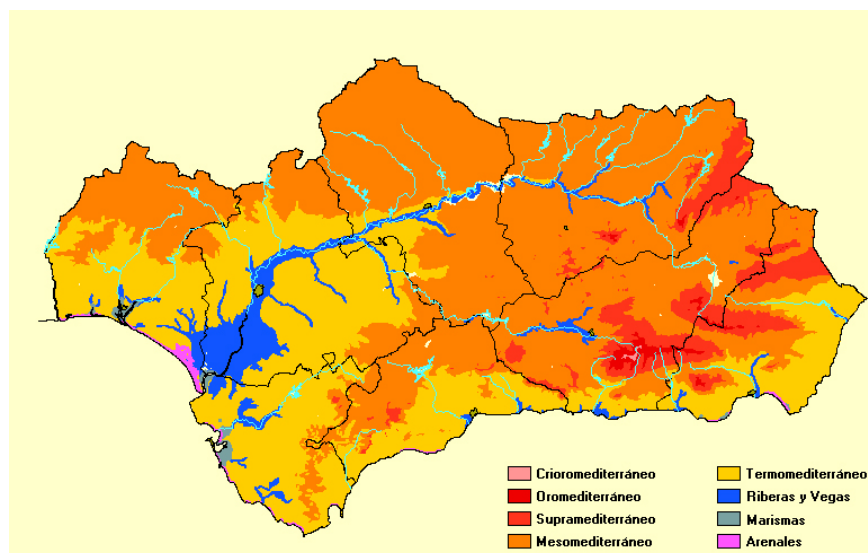 Crioromediterráneo
Oromediterráneo
Supramediterráneo
Mesomediterráneo
Termomediterráneo
Riberas y Vegas
Marismas
Arenales